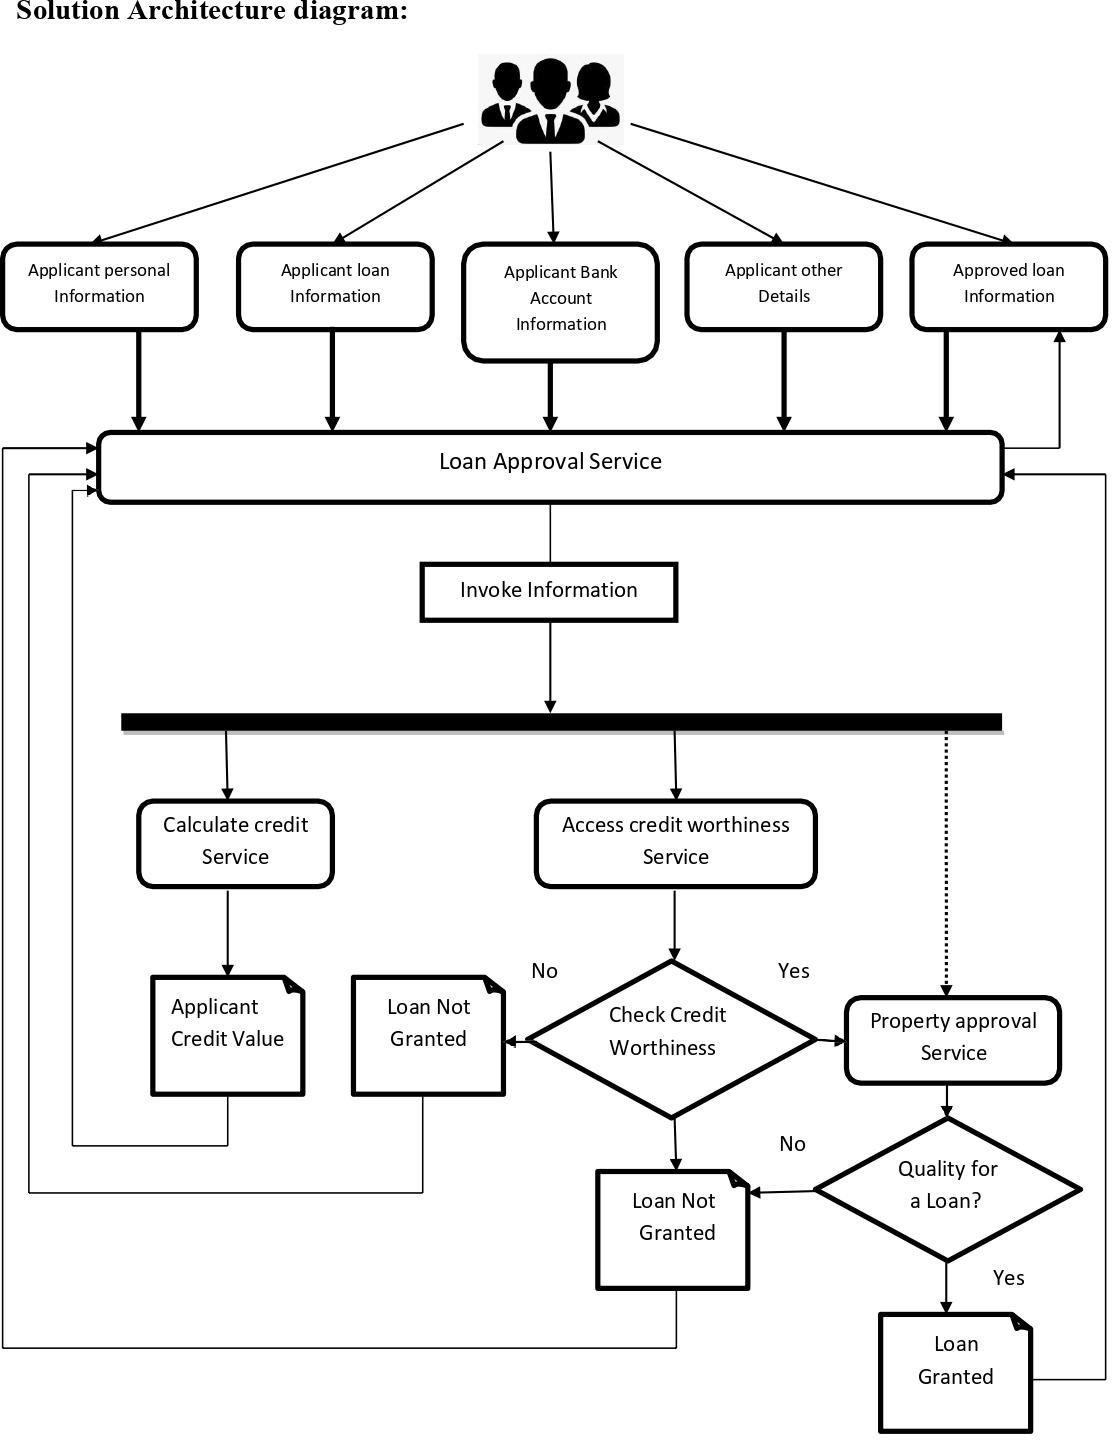 Solution Architecture diagram:
Applicant personal
Information
Applicant loan
Information
Applicant Bank
Account
Information
Applicant other
Details
Approved loan
Information
Loan Approval Service
Invoke Information
Calculate credit
Service
Access credit worthiness
Service
No
Yes
Applicant
Credit Value
Loan Not
Granted
Check Credit
Worthiness
Property approval
Service
No
Quality for
a Loan?
Loan Not
Granted
Yes
Loan
Granted